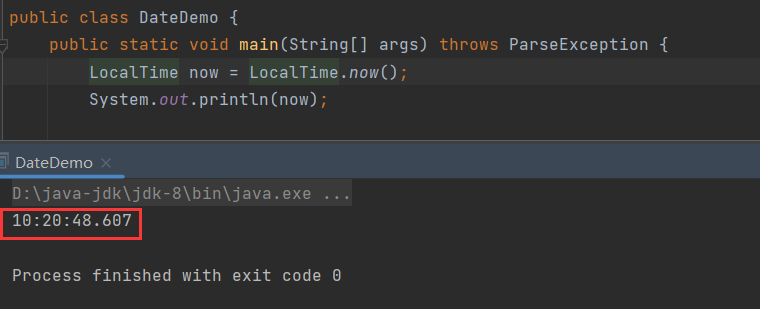 public class DateDemo {
    public static void main(String[] args) throws ParseException {
        LocalTime now = LocalTime.now();
        System.out.println(now);
DateDemo ×
D:\java-jdk\jdk-8\bin\java.exe ...
10:20:48.607
Process finished with exit code 0